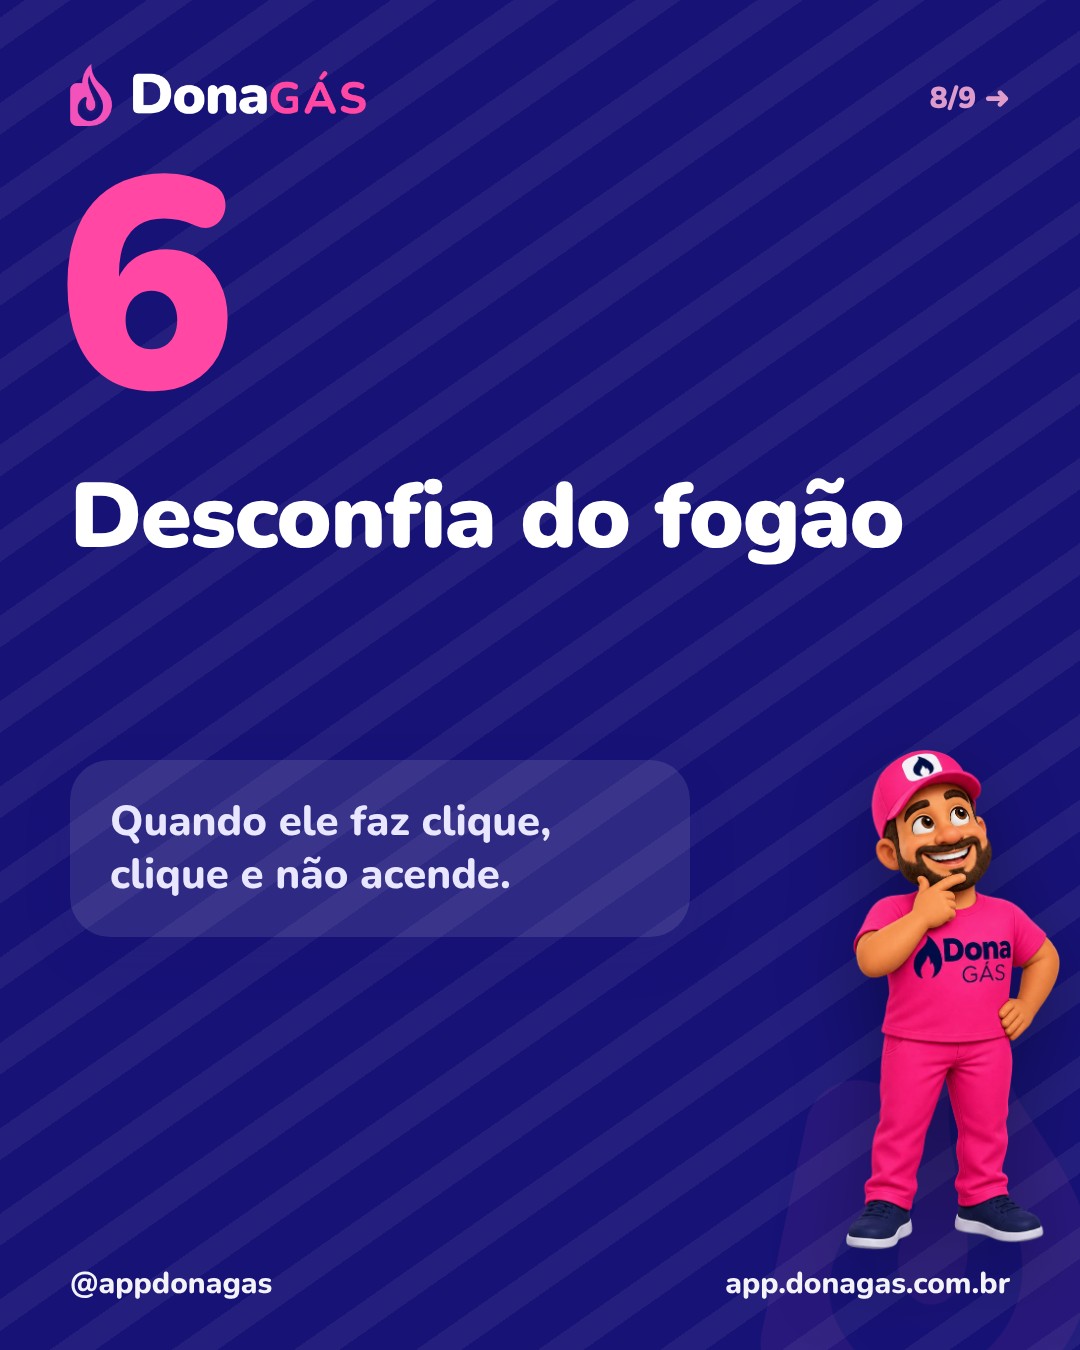 DonaGÁS
8/9 ➜
6
Desconfia do fogão
Quando ele faz clique,
clique e não acende.
Dona
GÁS
@appdonagas
app.donagas.com.br